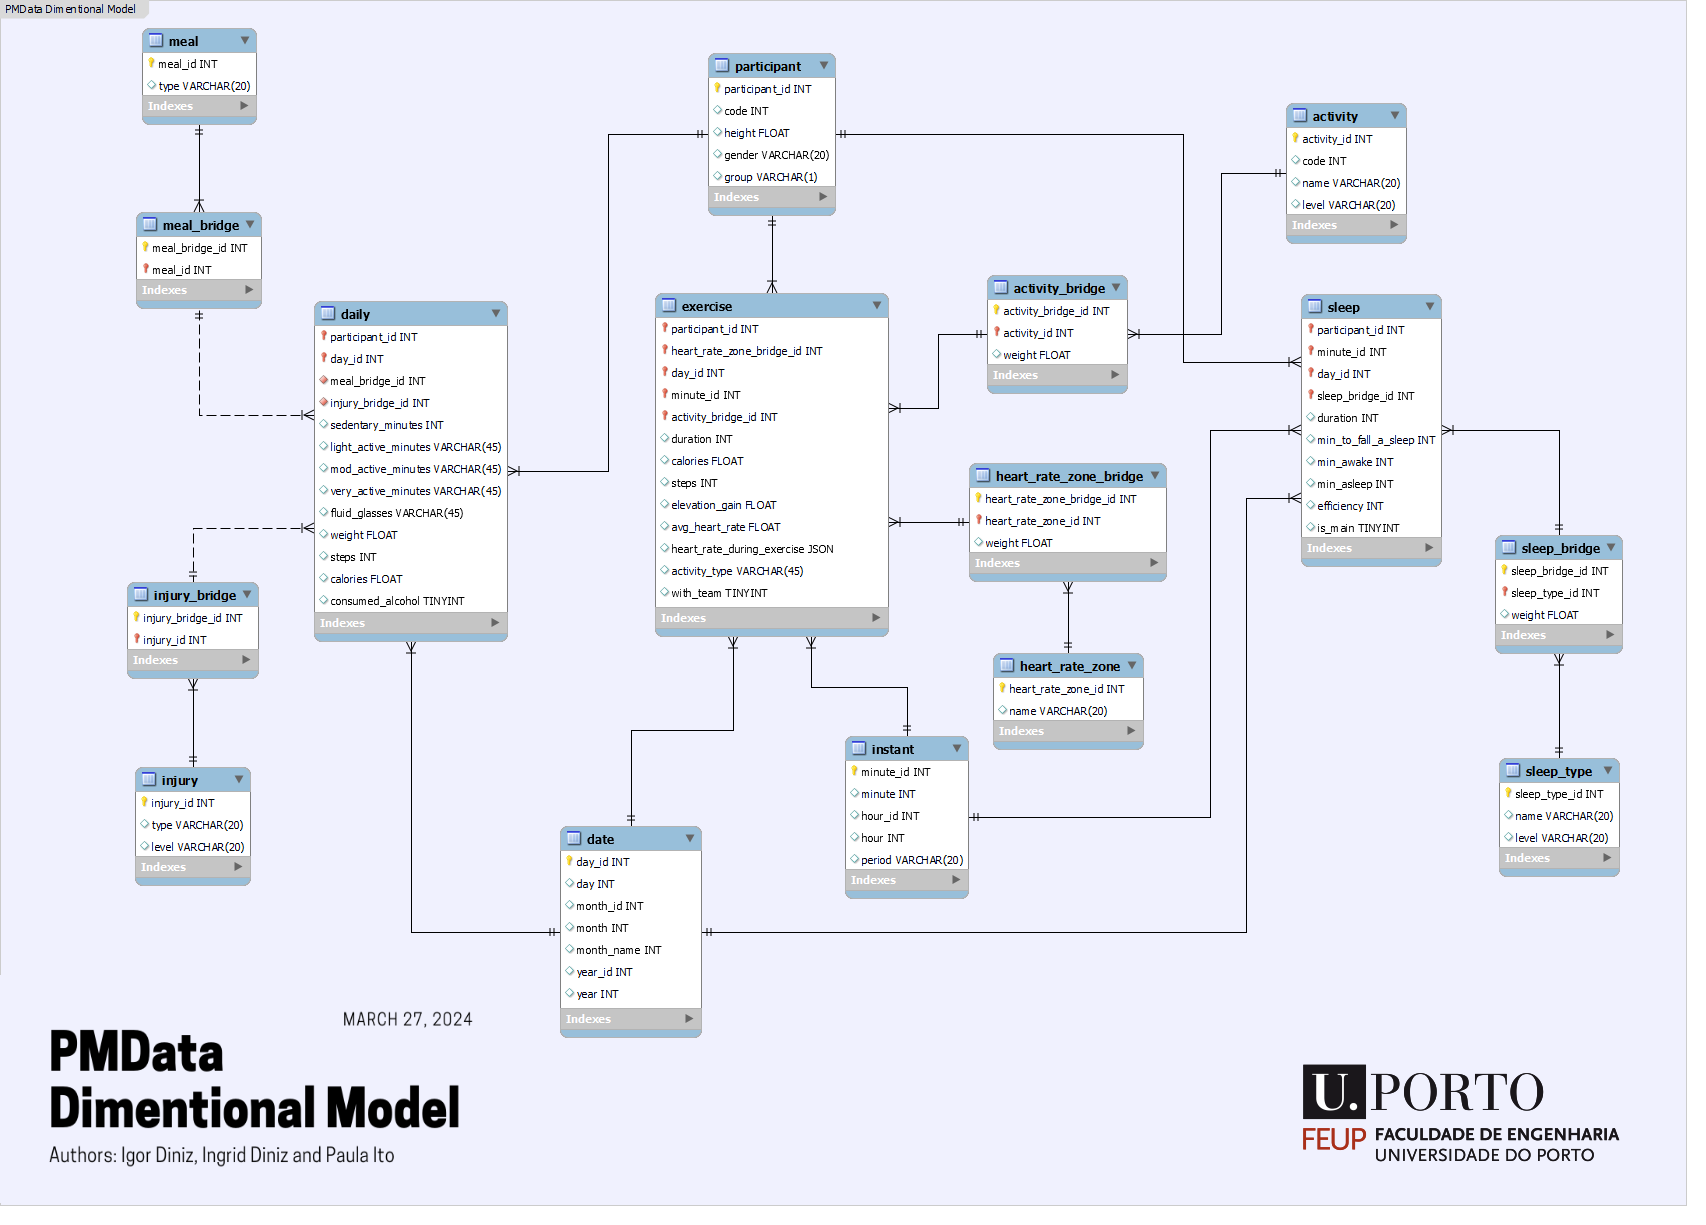 PMData Dimentional Model
meal
meal_id INT
type VARCHAR(20)
Indexes
meal_bridge
meal_bridge_id INT
meal_id INT
Indexes
daily
participant_id INT
day_id INT
meal_bridge_id INT
injury_bridge_id INT
sedentary_minutes INT
light_active_minutes VARCHAR(45)
mod_active_minutes VARCHAR(45)
very_active_minutes VARCHAR(45)
fluid_glasses VARCHAR(45)
weight FLOAT
steps INT
calories FLOAT
consumed_alcohol TINYINT
Indexes
injury_bridge
injury_bridge_id INT
injury_id INT
Indexes
injury
injury_id INT
type VARCHAR(20)
level VARCHAR(20)
Indexes
participant
participant_id INT
code INT
height FLOAT
gender VARCHAR(20)
group VARCHAR(1)
Indexes
exercise
participant_id INT
heart_rate_zone_bridge_id INT
day_id INT
minute_id INT
activity_bridge_id INT
duration INT
calories FLOAT
steps INT
elevation_gain FLOAT
avg_heart_rate FLOAT
heart_rate_during_exercise JSON
activity_type VARCHAR(45)
with_team TINYINT
Indexes
date
day_id INT
day INT
month_id INT
month INT
month_name INT
year_id INT
year INT
Indexes
instant
minute_id INT
minute INT
hour_id INT
hour INT
period VARCHAR(20)
Indexes
activity_bridge
activity_bridge_id INT
activity_id INT
weight FLOAT
Indexes
heart_rate_zone_bridge
heart_rate_zone_bridge_id INT
heart_rate_zone_id INT
weight FLOAT
Indexes
heart_rate_zone
heart_rate_zone_id INT
name VARCHAR(20)
Indexes
activity
activity_id INT
code INT
name VARCHAR(20)
level VARCHAR(20)
Indexes
sleep
participant_id INT
minute_id INT
day_id INT
sleep_bridge_id INT
duration INT
min_to_fall_a_sleep INT
min_awake INT
min_asleep INT
efficiency INT
is_main TINYINT
Indexes
sleep_bridge
sleep_bridge_id INT
sleep_type_id INT
weight FLOAT
Indexes
sleep_type
sleep_type_id INT
name VARCHAR(20)
level VARCHAR(20)
Indexes
MARCH 27, 2024
PMData
Dimentional Model
Authors: Igor Diniz, Ingrid Diniz and Paula Ito
U. PORTO
FEUP FACULDADE DE ENGENHARIA
UNIVERSIDADE DO PORTO